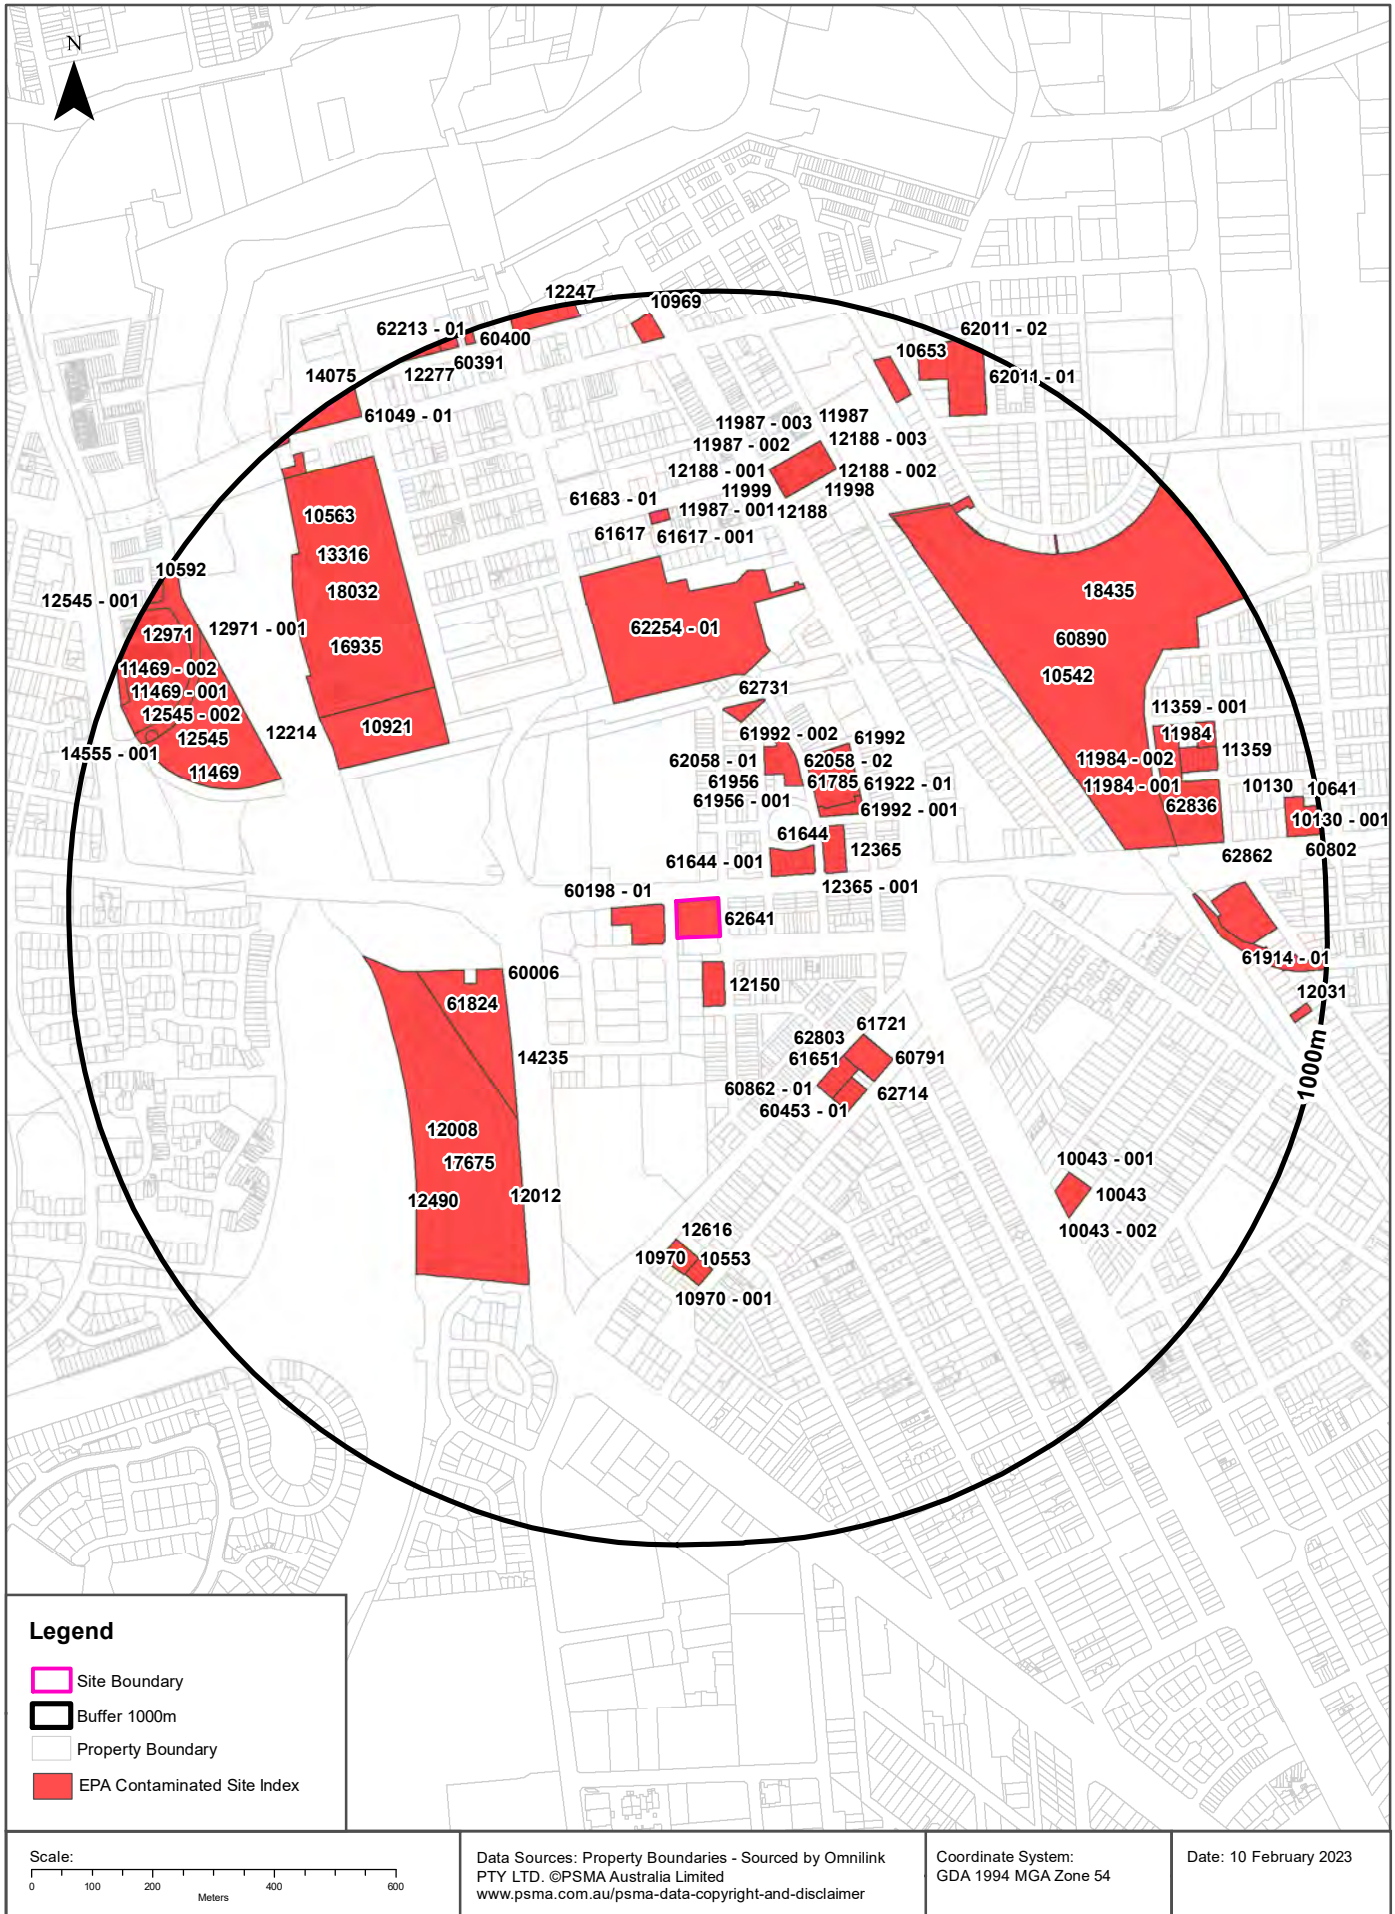 N
12247
10969
62213 - 01
60400
62011 - 02
10653
60391
12277
14075
62011 - 01
61049 - 01
11987 - 003
11987
11987 - 002
12188 - 003
12188 - 001
12188 - 002
11999
11998
61683 - 01
11987 - 001
12188
10563
61617
61617 - 001
13316
10592
18032
18435
12545 - 001
12971 - 001
12971
62254 - 01
60890
16935
11469 - 002
10542
11469 - 001
62731
12545 - 002
11359 - 001
10921
12214
61992 - 002
61992
11984
12545
14555 - 001
11359
62058 - 01
62058 - 02
11984 - 002
11469
61956
61785
61922 - 01
11984 - 001
10130
10641
61956 - 001
62836
61992 - 001
10130 - 001
61644
12365
62862
60802
61644 - 001
60198 - 01
12365 - 001
62641
61914 - 01
60006
12150
12031
61824
61721
62803
14235
61651
60791
1000m
60862 - 01
62714
60453 - 01
12008
17675
10043 - 001
12490
12012
10043
12616
10043 - 002
10970
10553
10970 - 001
Legend
Site Boundary
Buffer 1000m
Property Boundary
EPA Contaminated Site Index
Scale:
0 100 200 400 600
Meters
Data Sources: Property Boundaries - Sourced by Omnilink
PTY LTD. ©PSMA Australia Limited
www.psma.com.au/psma-data-copyright-and-disclaimer
Coordinate System:
GDA 1994 MGA Zone 54
Date: 10 February 2023